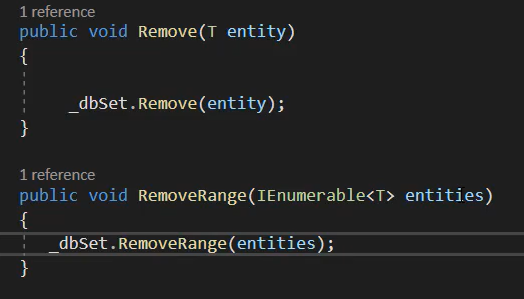 1 reference
public void Remove(T entity)
{
_dbSet.Remove(entity);
}
1 reference
public void RemoveRange(IEnumerable<T> entities)
{
_dbSet.RemoveRange(entities);
}